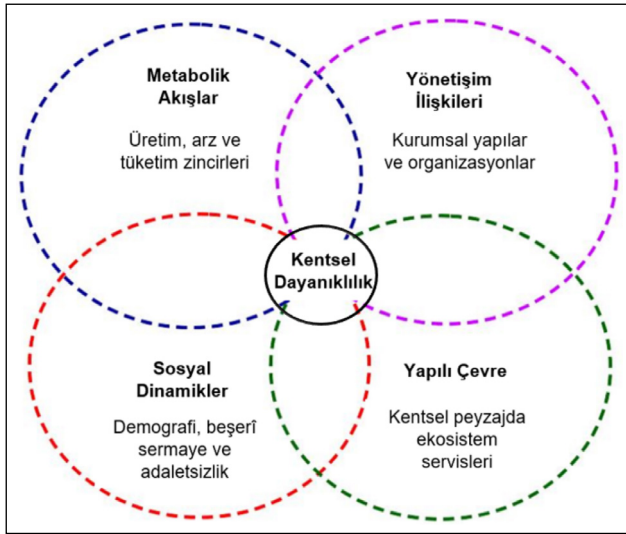 Metabolik
Akışlar
Üretim, arz ve
tüketim zincirleri
Yönetişim
İlişkileri
Kurumsal yapılar
ve organizasyonlar
Kentsel
Dayanıklılık
Sosyal
Dinamikler
Demografi, beşerî
sermaye ve
adaletsizlik
Yapılı Çevre
Kentsel peyzajda
ekosistem
servisleri